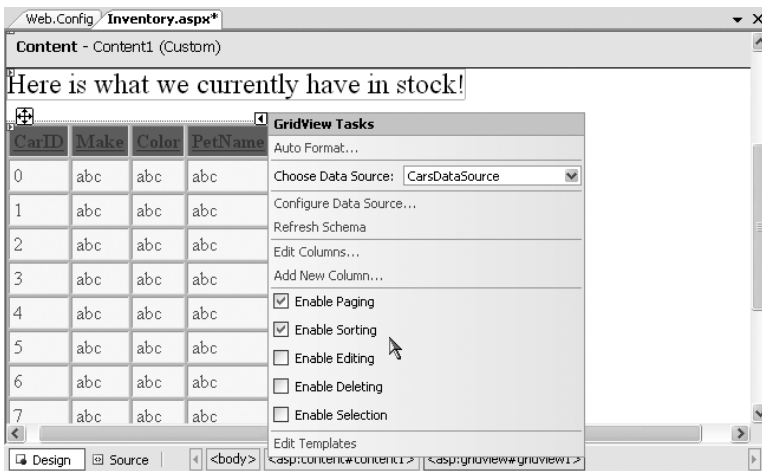 Web.Config Inventory.aspx*
Content - Content1 (Custom)
Here is what we currently have in stock!
GridView Tasks
CarID Make Color PetName
Auto Format...
0 abc abc abc
Choose Data Source: CarsDataSource
Configure Data Source...
1 abc abc abc
Refresh Schema
2 abc abc abc
Edit Columns...
3 abc abc abc
Add New Column...
Enable Paging
4 abc abc abc
Enable Sorting
5 abc abc abc
Enable Editing
6 abc abc abc
Enable Deleting
7 abc abc abc
Enable Selection
Edit Templates
Design Source <body> <asp:content#content1> <asp:gridview#gridview1>